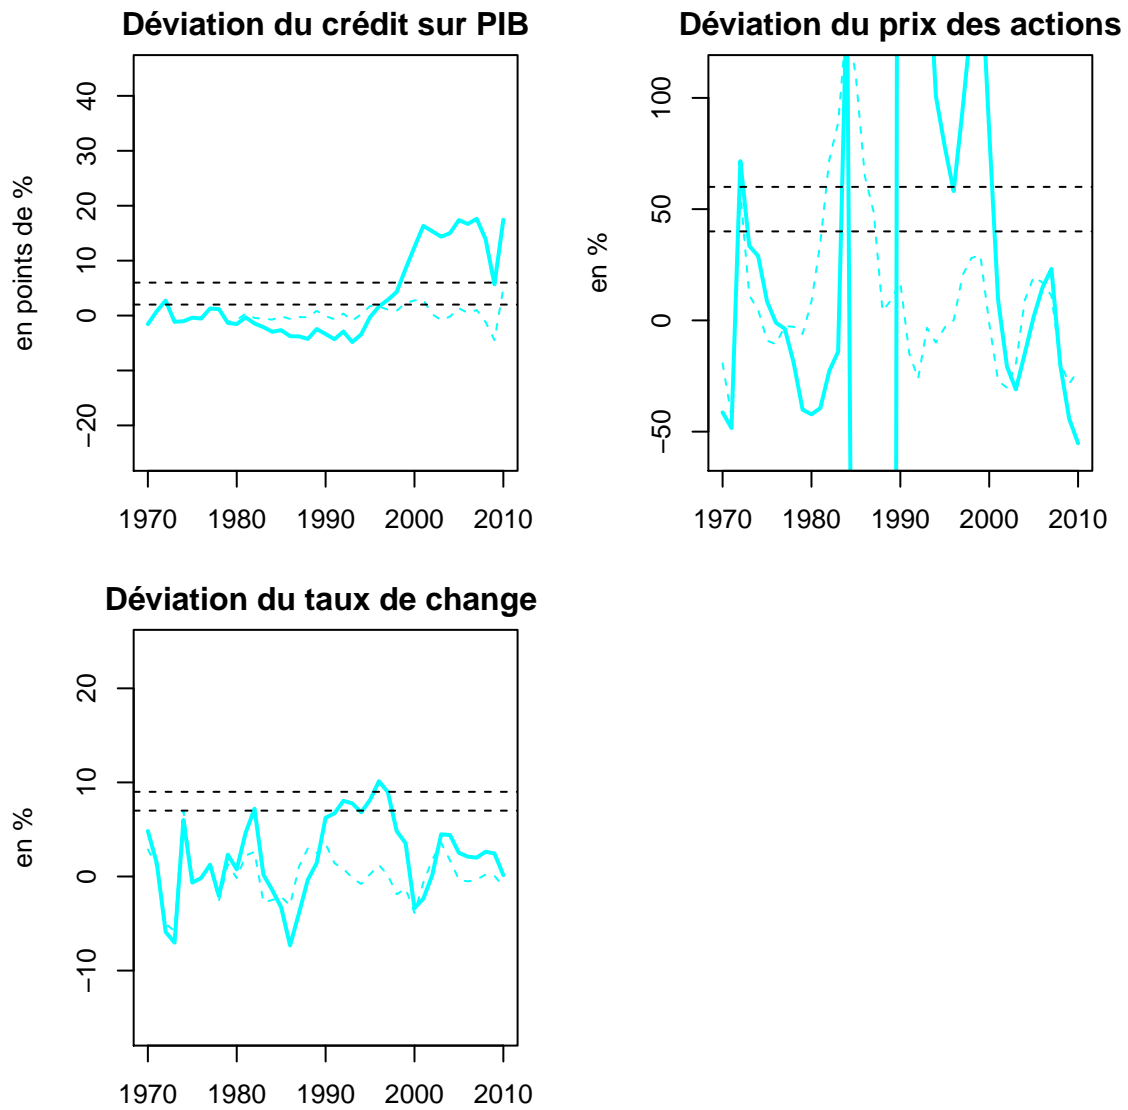 Déviation du crédit sur PIB
en points de %
40
30
20
10
0
−20
1970 1980 1990 2000 2010
Déviation du prix des actions
en %
100
50
0
−50
1970 1980 1990 2000 2010
Déviation du taux de change
en %
20
10
0
−10
1970 1980 1990 2000 2010